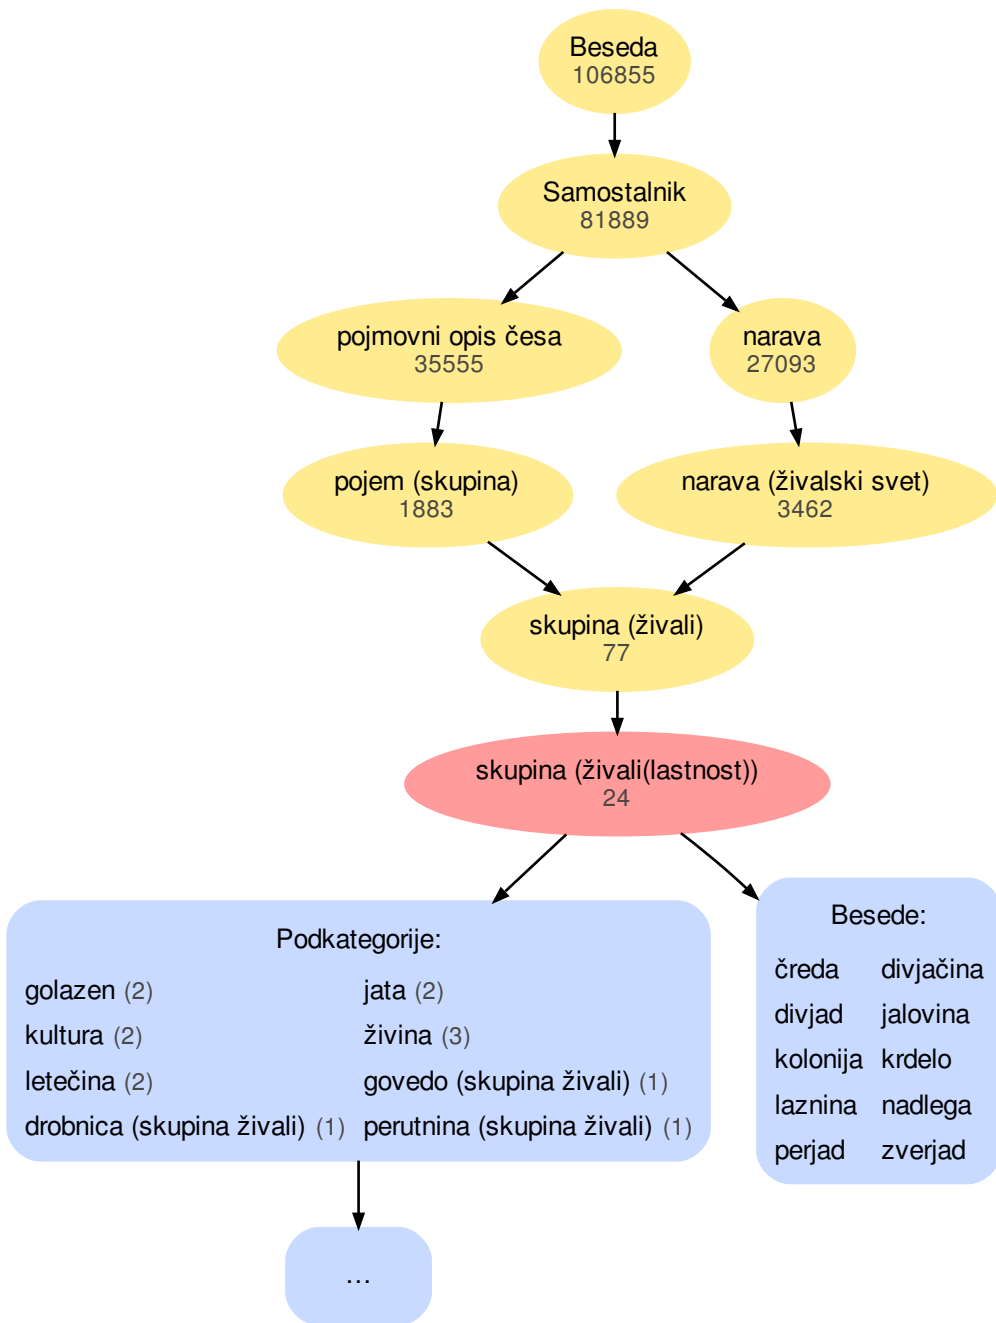 Beseda
106855
Samostalnik
81889
pojmovni opis česa
35555
narava
27093
pojem (skupina)
1883
narava (živalski svet)
3462
skupina (živali)
77
skupina (živali(lastnost))
24
Podkategorije:
golazen (2) jata (2)
kultura (2) živina (3)
letečina (2) govedo (skupina živali) (1)
drobnica (skupina živali) (1) perutnina (skupina živali) (1)
Besede:
čreda divjačina
divjad jalovina
kolonija krdelo
laznina nadlega
perjad zverjad
...